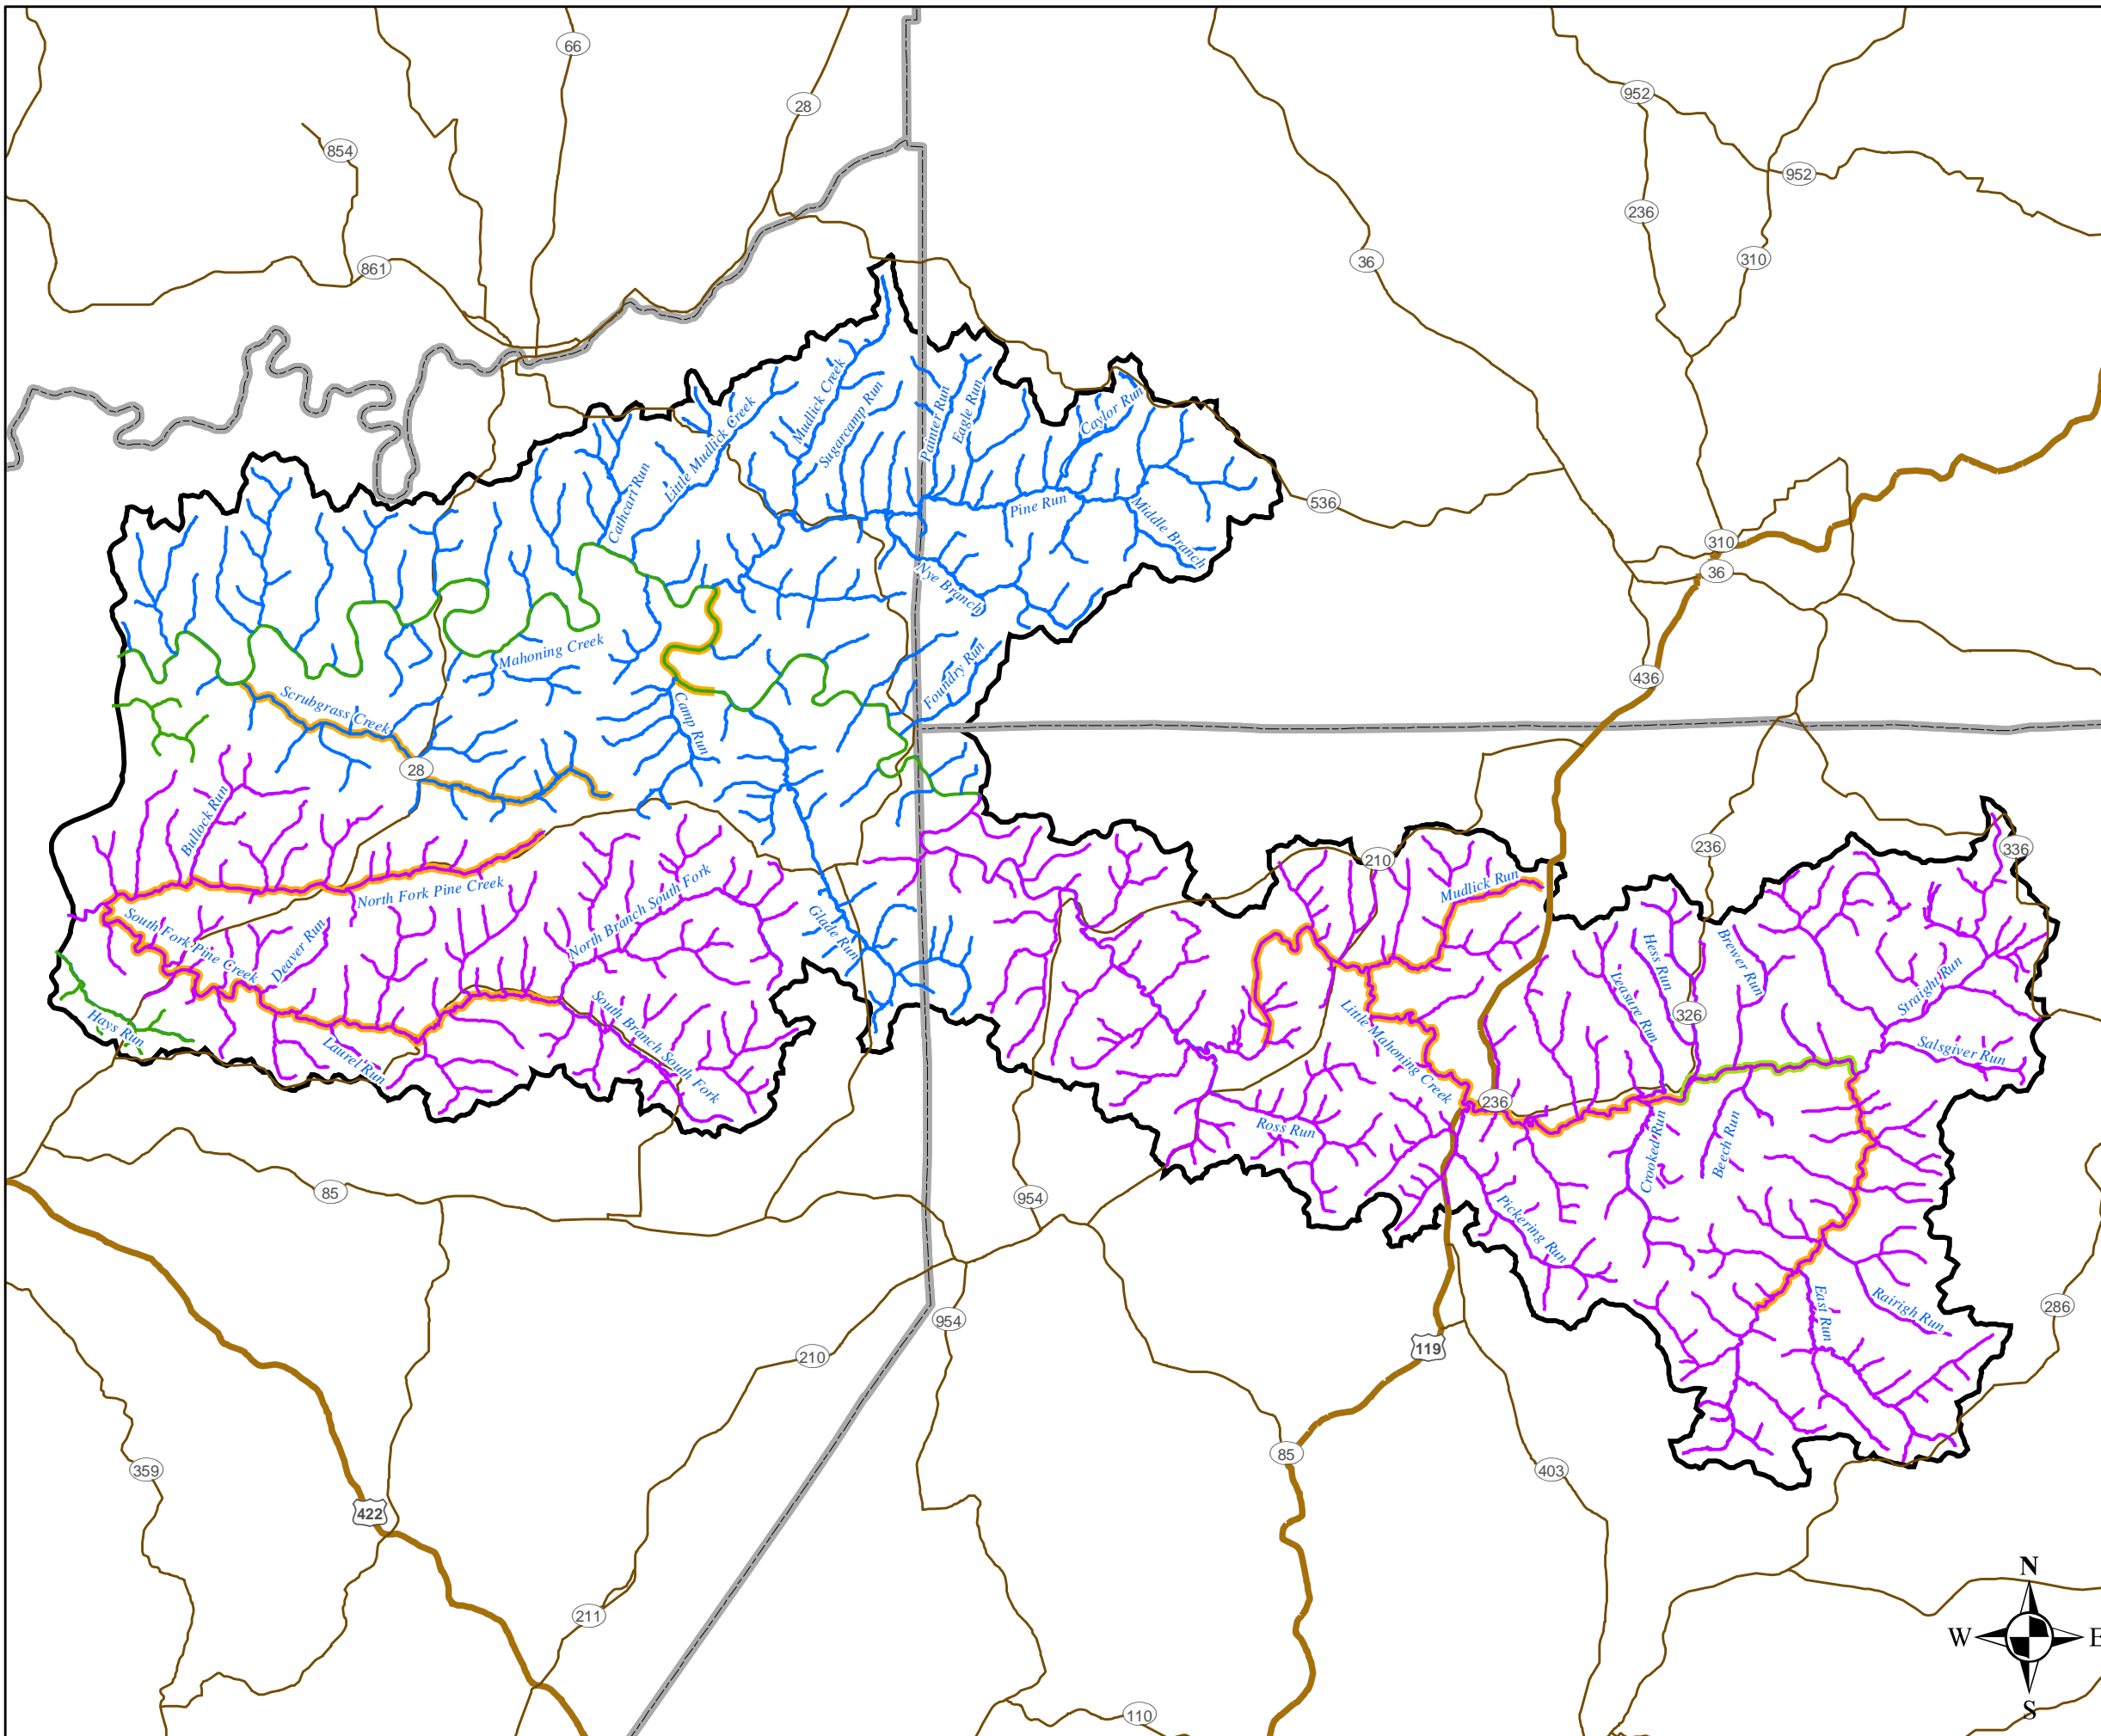 66
28
952
854
952
236
310
36
861
Mudlick Creek
Sugarcamp Run
Painter Run
Eagle Run
Caylor Run
Little Mudlick Creek
Cathcart Run
Pine Run
Middle Branch
536
310
36
Nye Branch
Mahoning Creek
Foundry Run
436
Scrubgrass Creek
Camp Run
28
Bullock Run
236
336
210
Mudlick Run
North Fork Pine Creek
North Branch South Fork
South Fork Pine Creek
Deaver Run
Glade Run
Hess Run
Brewer Run
Leasure Run
Straight Run
326
Hays Run
Laurel Run
South Branch South Fork
Little Mahoning Creek
Salsgiver Run
236
Ross Run
Crooked Run
Beech Run
85
954
Pickering Run
East Run
Rairigh Run
286
954
119
210
85
359
403
422
211
N
W
E
S
110